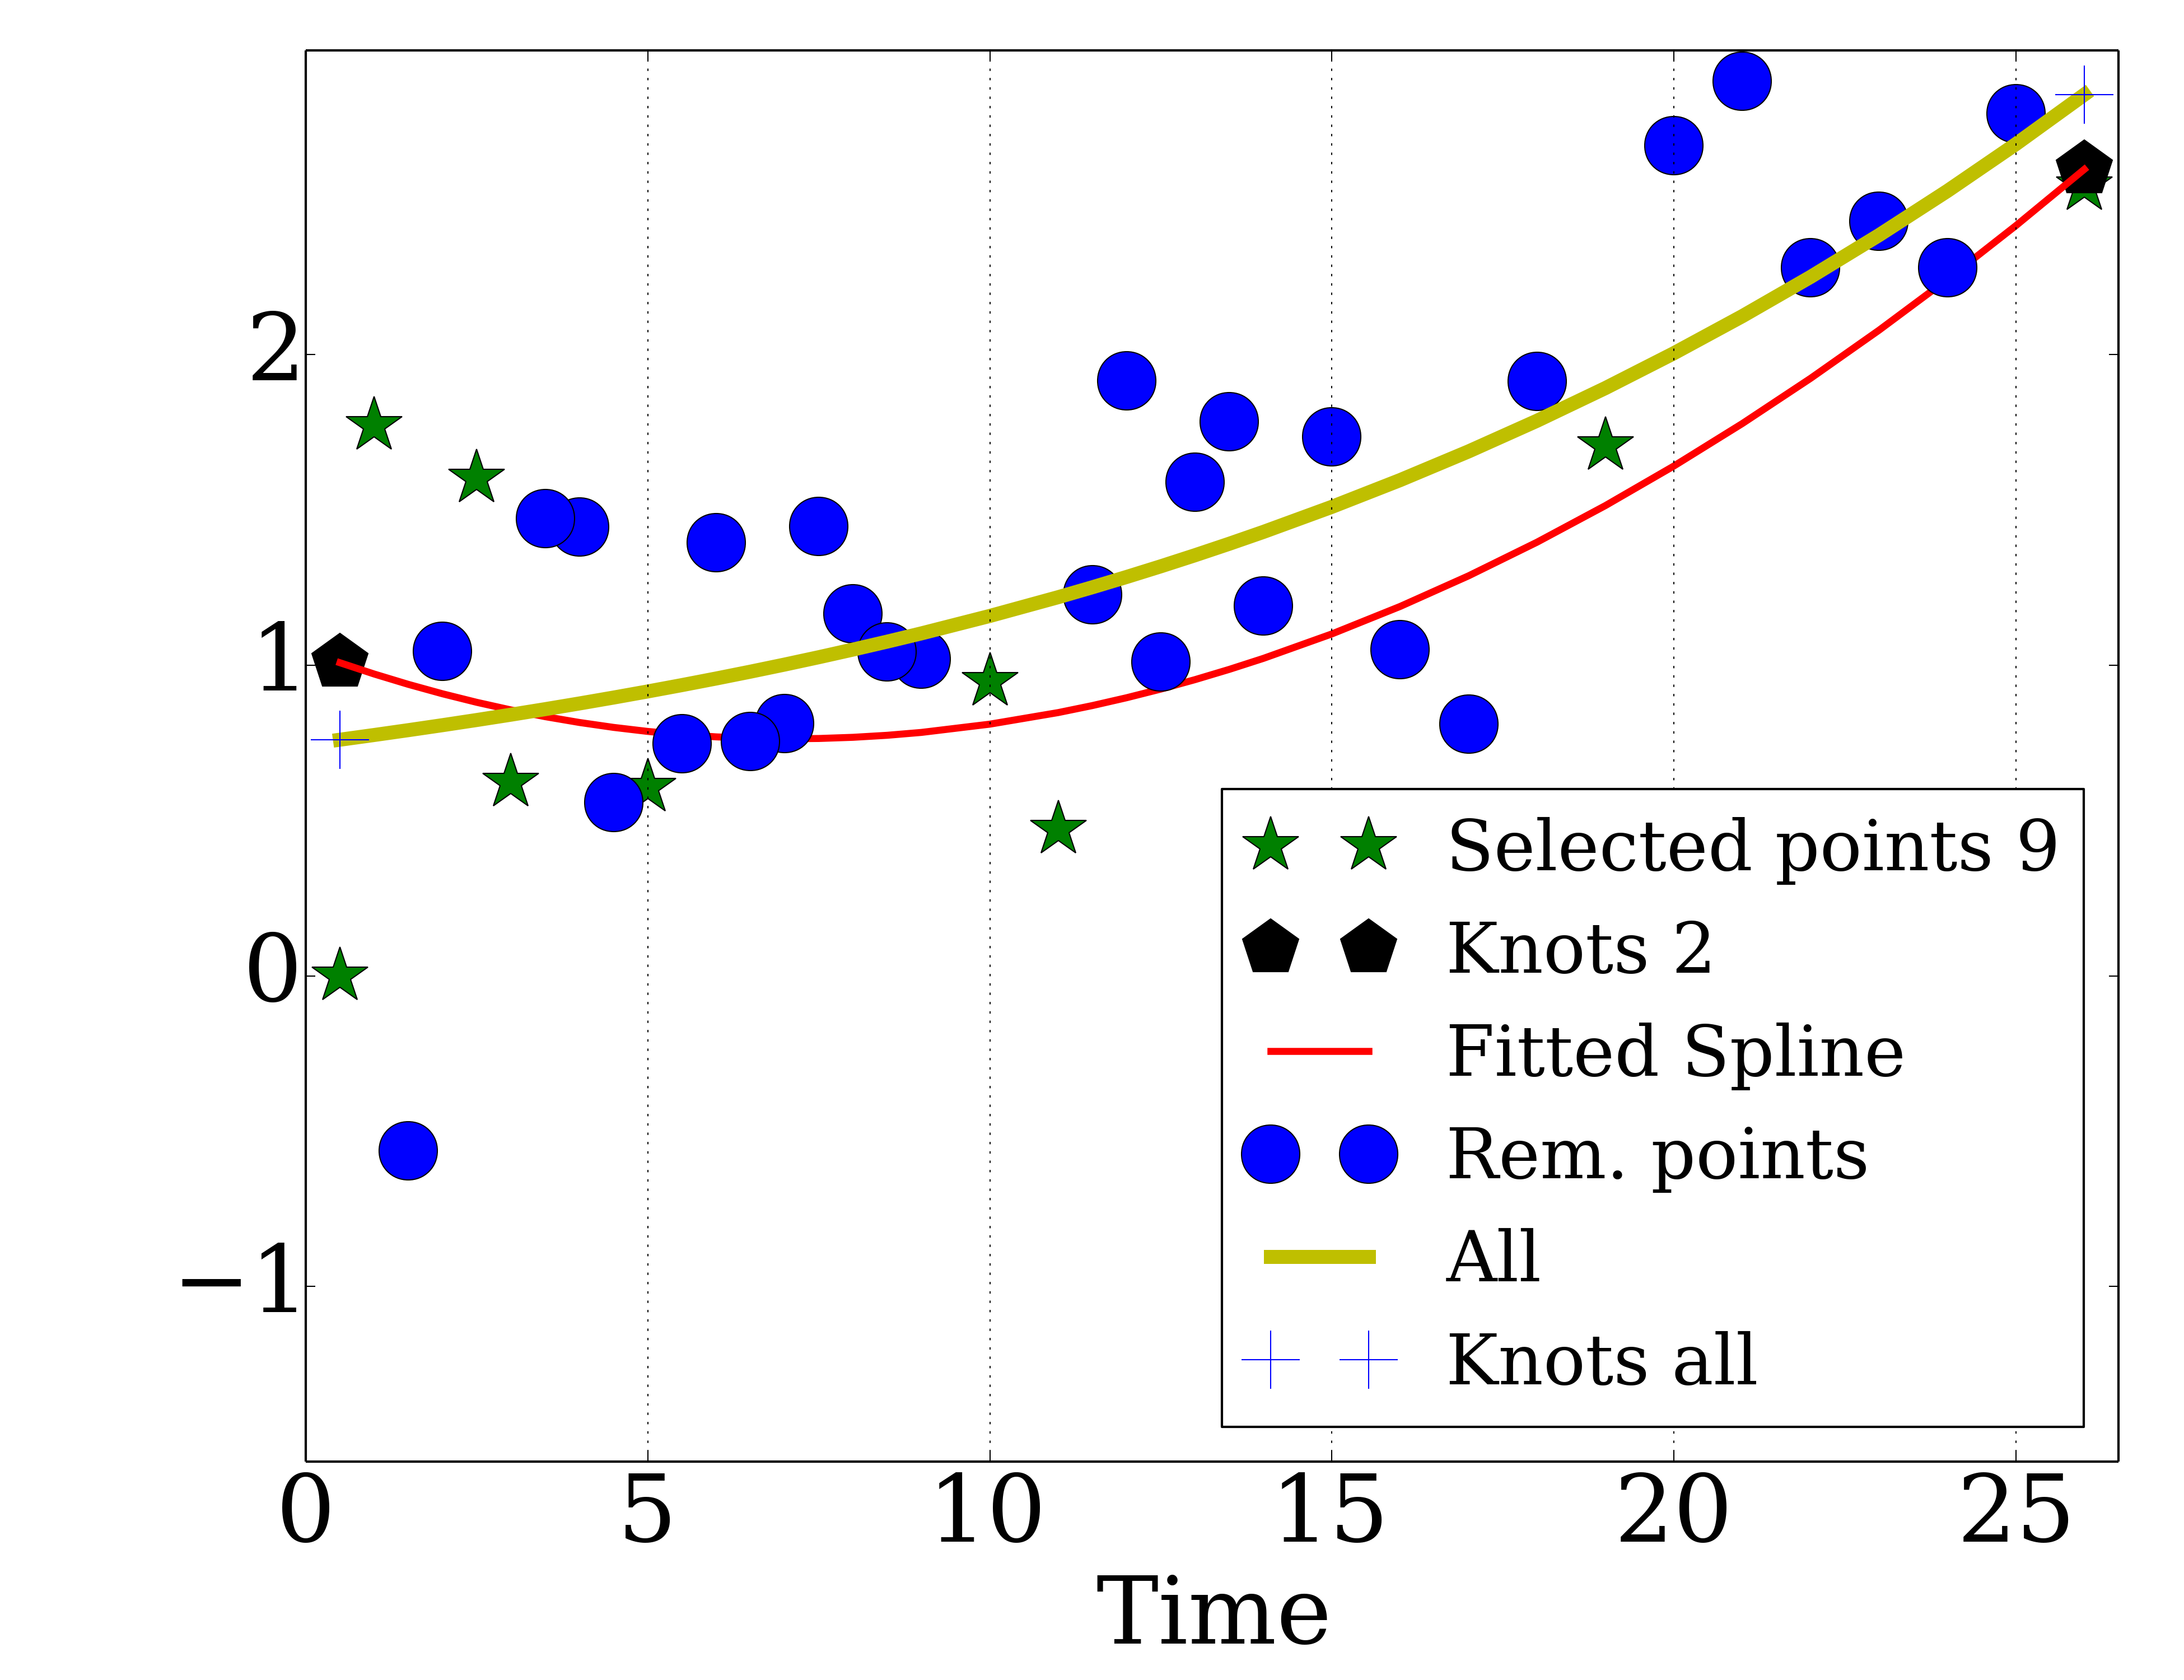 2
1
0
−1
Selected points 9
Knots 2
Fitted Spline
Rem. points
All
Knots all
0 5 10 15 20 25
Time